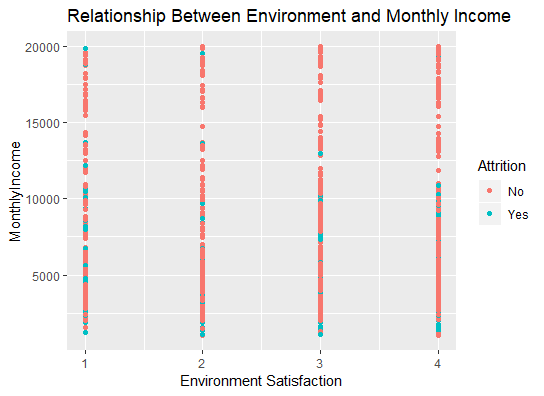 Relationship Between Environment and Monthly Income
20000
15000
10000
5000
MonthlyIncome
1 2 3 4
Environment Satisfaction
Attrition
No
Yes